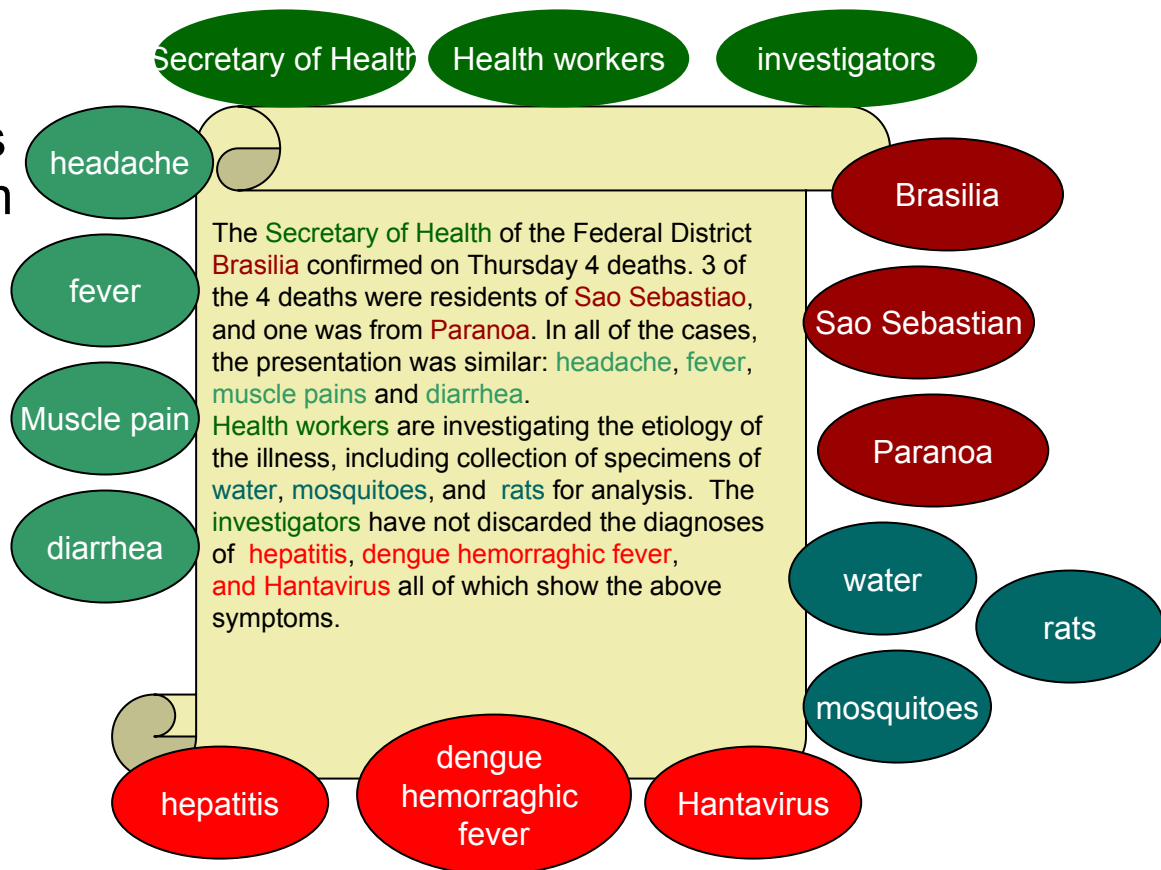 Secretary of Health
Health workers
investigators
headache
fever
Muscle pain
diarrhea
The Secretary of Health of the Federal District
Brasilia confirmed on Thursday 4 deaths. 3 of
the 4 deaths were residents of Sao Sebastiao,
and one was from Paranoa. In all of the cases,
the presentation was similar: headache, fever,
muscle pains and diarrhea.
Health workers are investigating the etiology of
the illness, including collection of specimens of
water, mosquitoes, and rats for analysis. The
investigators have not discarded the diagnoses
of hepatitis, dengue hemorraghic fever,
and Hantavirus all of which show the above
symptoms.
Brasilia
Sao Sebastian
Paranoa
water
rats
mosquitoes
hepatitis
dengue
hemorraghic
fever
Hantavirus